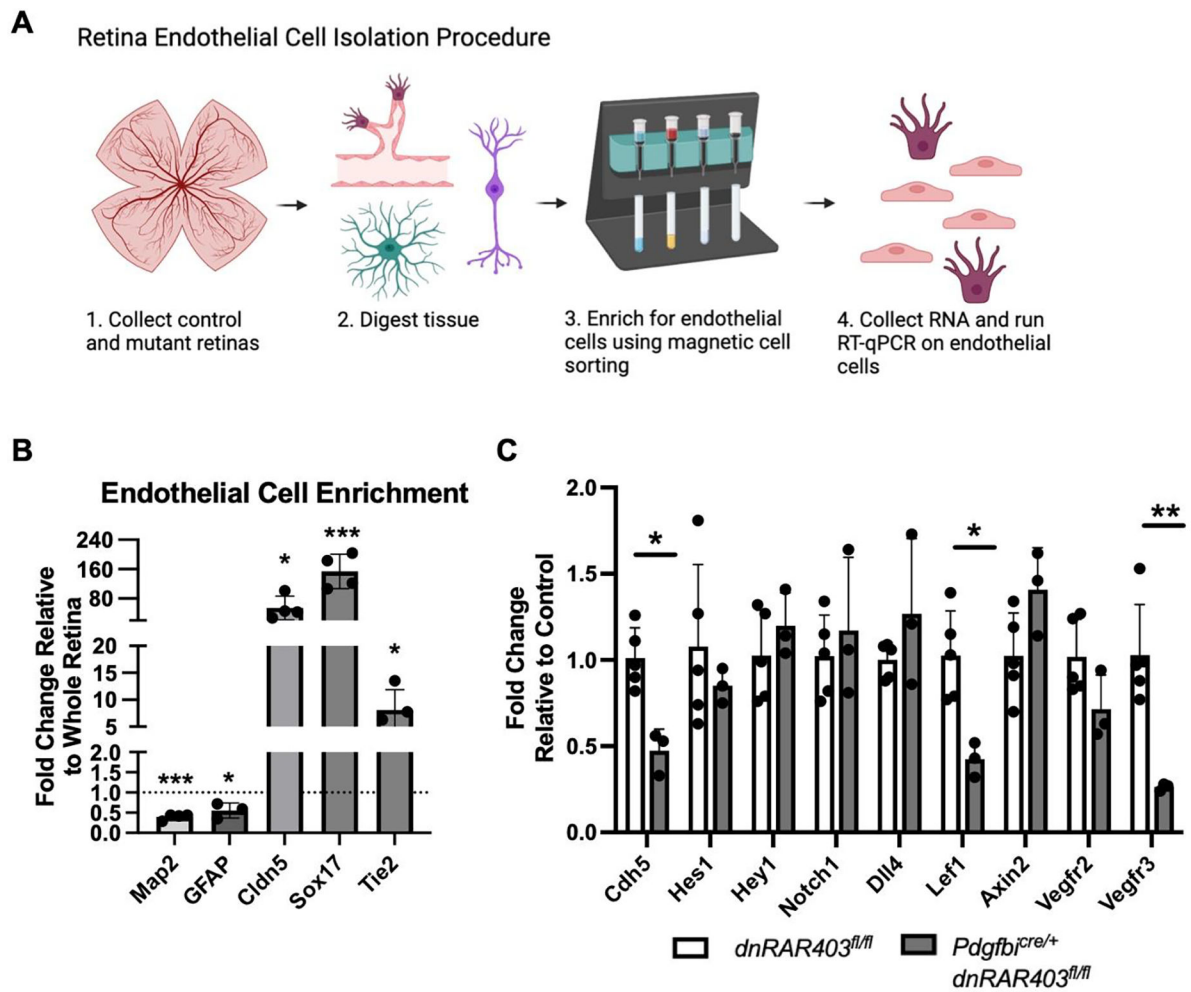 A
Retina Endothelial Cell Isolation Procedure
1. Collect control
and mutant retinas
2. Digest tissue
3. Enrich for endothelial
cells using magnetic cell
sorting
4. Collect RNA and run
RT-qPCR on endothelial
cells
B
Endothelial Cell Enrichment
Fold Change Relative
to Whole Retina
240
160
80
20
15
10
5
2.0
1.5
1.0
0.5
0.0
***
*
*
***
*
Map2
GFAP
Cldn5
Sox17
Tie2
C
Fold Change
Relative to Control
2.0
1.5
1.0
0.5
0.0
*
*
**
Cdh5
Hes1
Hey1
Notch1
Dll4
Lef1
Axin2
Vegfr2
Vegfr3
dnRAR403fl/fl
Pdgfbicre/+
dnRAR403fl/fl